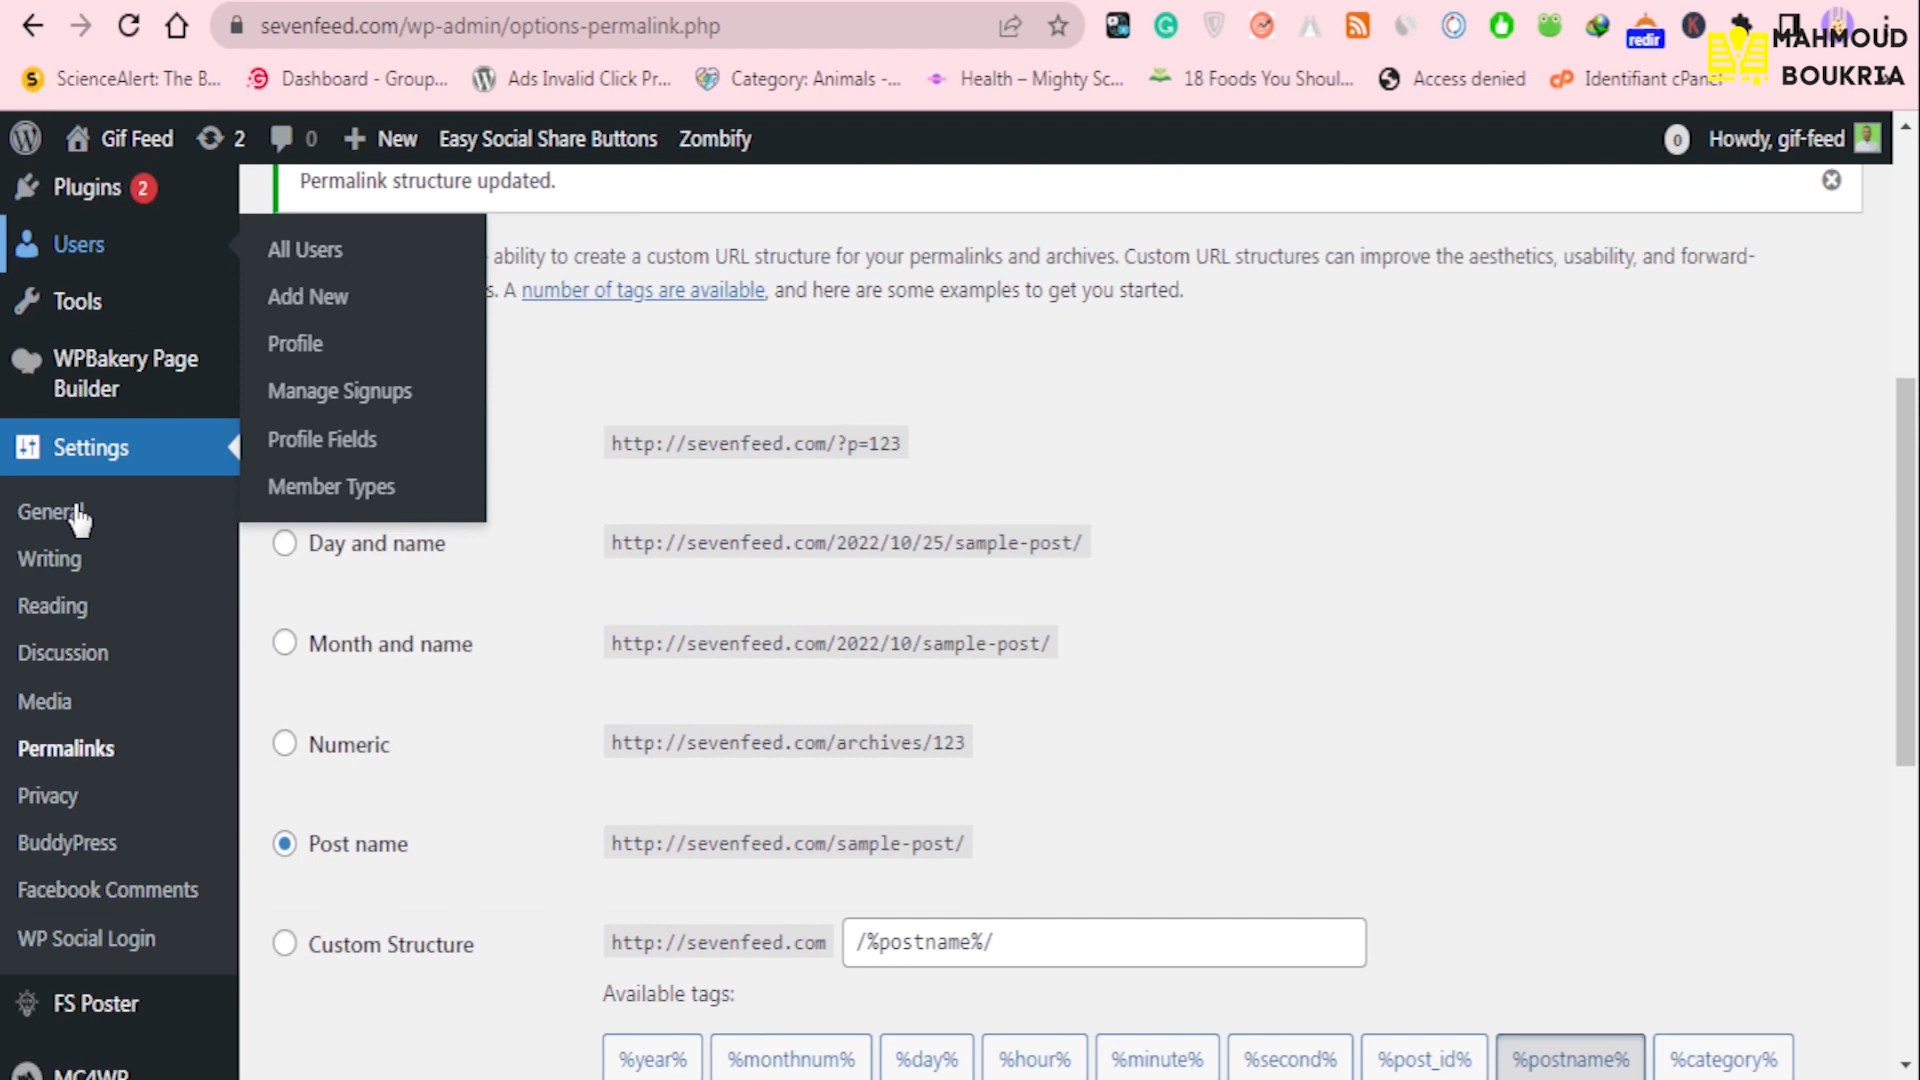 sevenfeed.com/wp-admin/options-permalink.php
redir
MAHMOUD
BOUKRIA
ScienceAlert: The B...
Dashboard - Group...
Ads Invalid Click Pr...
Category: Animals -...
Health – Mighty Sc...
18 Foods You Shoul...
Access denied
Identifiant cPanel
Gif Feed
2
0
New
Easy Social Share Buttons
Zombify
0
Howdy, gif-feed
Plugins 2
Users
Tools
WPBakery Page
Builder
Settings
General
Writing
Reading
Discussion
Media
Permalinks
Privacy
BuddyPress
Facebook Comments
WP Social Login
FS Poster
MC4WP
All Users
Add New
Profile
Manage Signups
Profile Fields
Member Types
Permalink structure updated.
ability to create a custom URL structure for your permalinks and archives. Custom URL structures can improve the aesthetics, usability, and forward-
s. A number of tags are available, and here are some examples to get you started.
http://sevenfeed.com/?p=123
Day and name http://sevenfeed.com/2022/10/25/sample-post/
Month and name http://sevenfeed.com/2022/10/sample-post/
Numeric http://sevenfeed.com/archives/123
Post name http://sevenfeed.com/sample-post/
Custom Structure http://sevenfeed.com /%postname%/
Available tags:
%year% %monthnum% %day% %hour% %minute% %second% %post_id% %postname% %category%